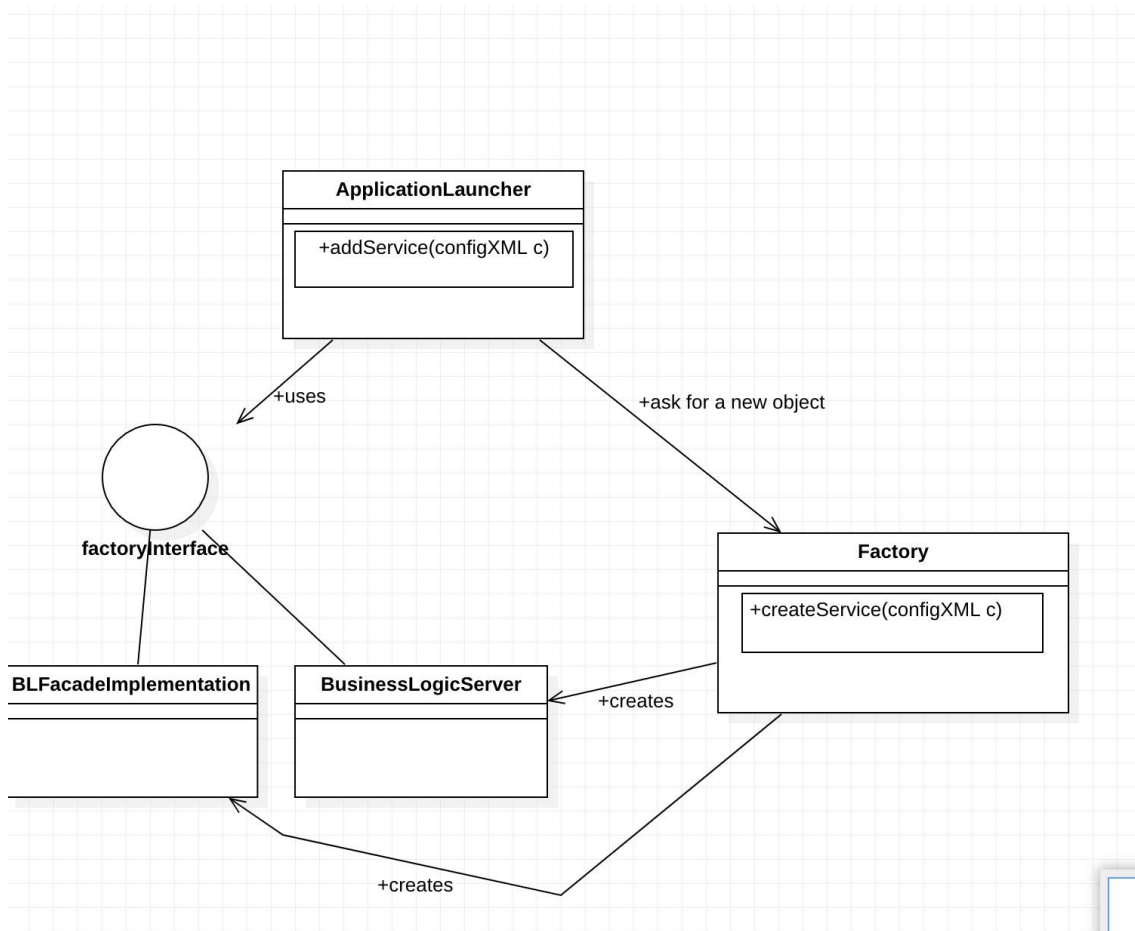 ApplicationLauncher
+addService(configXML c)
+uses
+ask for a new object
factoryInterface
Factory
+createService(configXML c)
BLFacadeImplementation
BusinessLogicServer
+creates
+creates